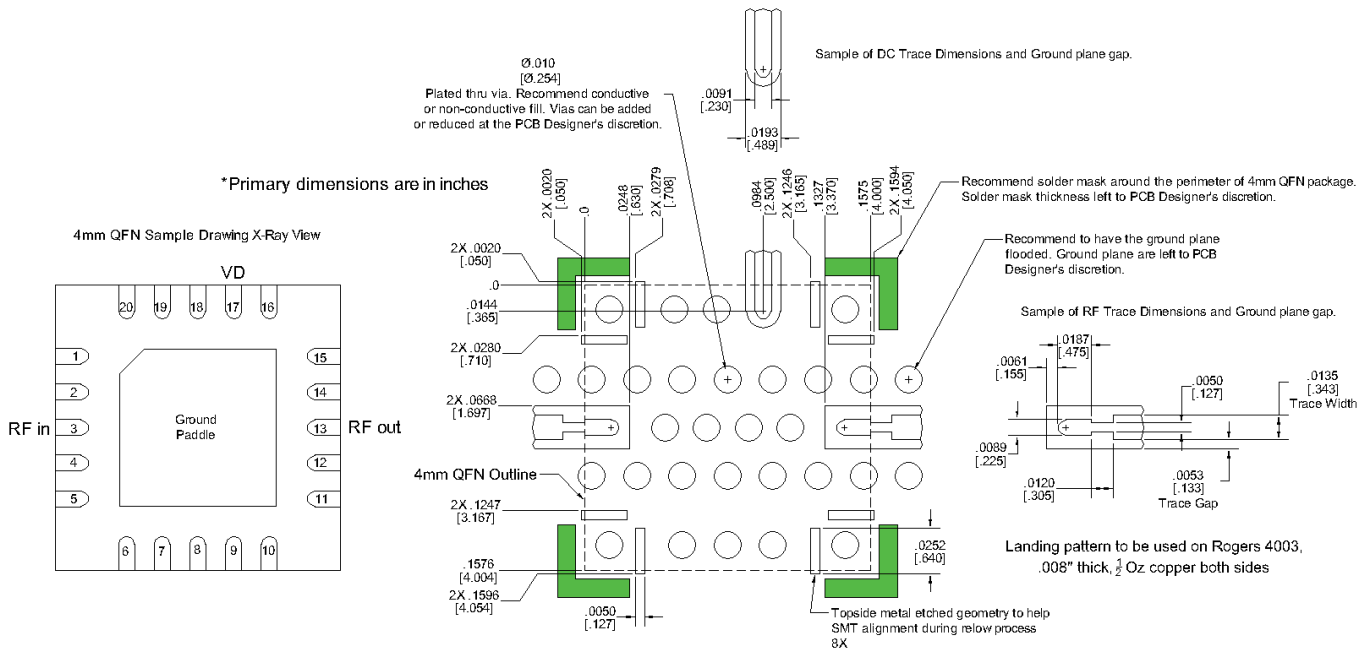 Sample of DC Trace Dimensions and Ground plane gap.
Ø.010
[Ø.254]
Plated thru via. Recommend conductive
or non-conductive fill. Vias can be added
or reduced at the PCB Designer's discretion.
.0091
[.230]
.0193
[.489]
*Primary dimensions are in inches
2X .0020
[.050]
.0
.0248
[.630]
2X .0279
[.708]
.0984
[2.500]
2X .1246
[3.165]
.1327
[3.370]
.1575
[4.000]
2X .1594
[4.050]
Recommend solder mask around the perimeter of 4mm QFN package.
Solder mask thickness left to PCB Designer's discretion.
Recommend to have the ground plane
flooded. Ground plane are left to PCB
Designer's discretion.
4mm QFN Sample Drawing X-Ray View
VD
20
19
18
17
16
1
2
3
4
5
15
14
13
12
11
6
7
8
9
10
Ground
Paddle
RF in
RF out
2X .0020
[.050]
.0
.0144
[.365]
2X .0280
[.710]
2X .0668
[1.697]
4mm QFN Outline
2X .1247
[3.167]
.1576
[4.004]
2X .1596
[4.054]
.0050
[.127]
.0252
[.640]
Topside metal etched geometry to help
SMT alignment during relow process
8X
Sample of RF Trace Dimensions and Ground plane gap.
.0187
[.475]
.0061
[.155]
.0050
[.127]
.0135
[.343]
Trace Width
.0089
[.225]
.0120
[.305]
.0053
[.133]
Trace Gap
Landing pattern to be used on Rogers 4003,
.008" thick, ½ Oz copper both sides